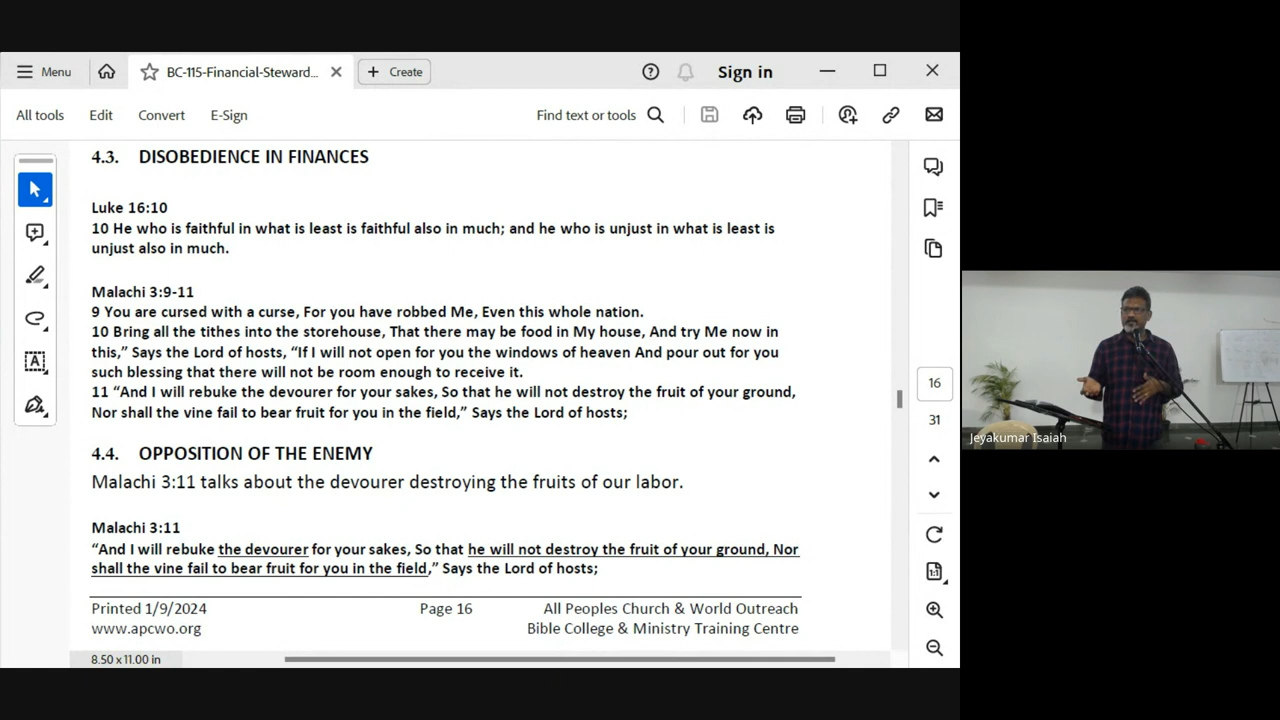 Menu
BC-115-Financial-Steward...
Create
Sign in
All tools
Edit
Convert
E-Sign
Find text or tools
4.3. DISOBEDIENCE IN FINANCES
Luke 16:10
10 He who is faithful in what is least is faithful also in much; and he who is unjust in what is least is
unjust also in much.
Malachi 3:9-11
9 You are cursed with a curse, For you have robbed Me, Even this whole nation.
10 Bring all the tithes into the storehouse, That there may be food in My house, And try Me now in
this,” Says the Lord of hosts, “If I will not open for you the windows of heaven And pour out for you
such blessing that there will not be room enough to receive it.
11 “And I will rebuke the devourer for your sakes, So that he will not destroy the fruit of your ground,
Nor shall the vine fail to bear fruit for you in the field,” Says the Lord of hosts;
4.4. OPPOSITION OF THE ENEMY
Malachi 3:11 talks about the devourer destroying the fruits of our labor.
Malachi 3:11
“And I will rebuke the devourer for your sakes, So that he will not destroy the fruit of your ground, Nor
shall the vine fail to bear fruit for you in the field,” Says the Lord of hosts;
Printed 1/9/2024
Page 16
All Peoples Church & World Outreach
www.apcwo.org
Bible College & Ministry Training Centre
8.50 x 11.00 in
16
31
1:1
Jeyakumar Isaiah